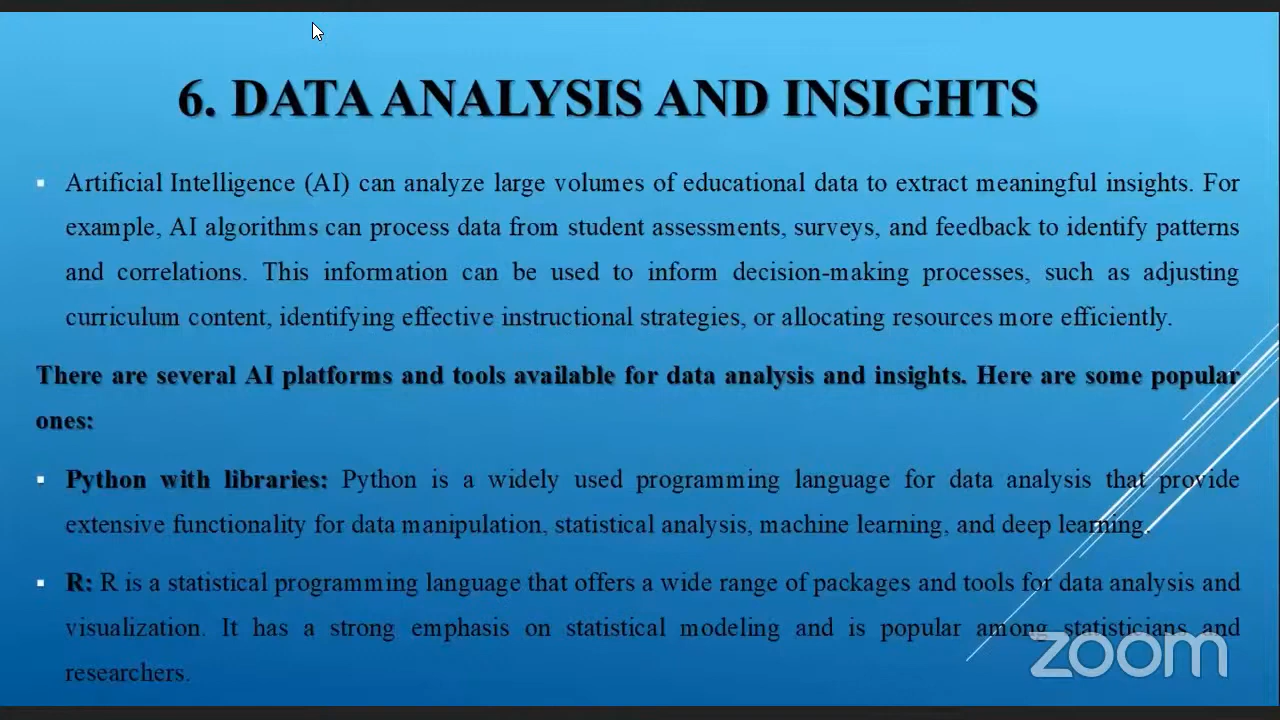 6. DATA ANALYSIS AND INSIGHTS
Artificial Intelligence (AI) can analyze large volumes of educational data to extract meaningful insights. For
example, AI algorithms can process data from student assessments, surveys, and feedback to identify patterns
and correlations. This information can be used to inform decision-making processes, such as adjusting
curriculum content, identifying effective instructional strategies, or allocating resources more efficiently.
There are several AI platforms and tools available for data analysis and insights. Here are some popular
ones:
Python with libraries: Python is a widely used programming language for data analysis that provide
extensive functionality for data manipulation, statistical analysis, machine learning, and deep learning.
R: R is a statistical programming language that offers a wide range of packages and tools for data analysis and
visualization. It has a strong emphasis on statistical modeling and is popular among statisticians and
researchers.
zoom